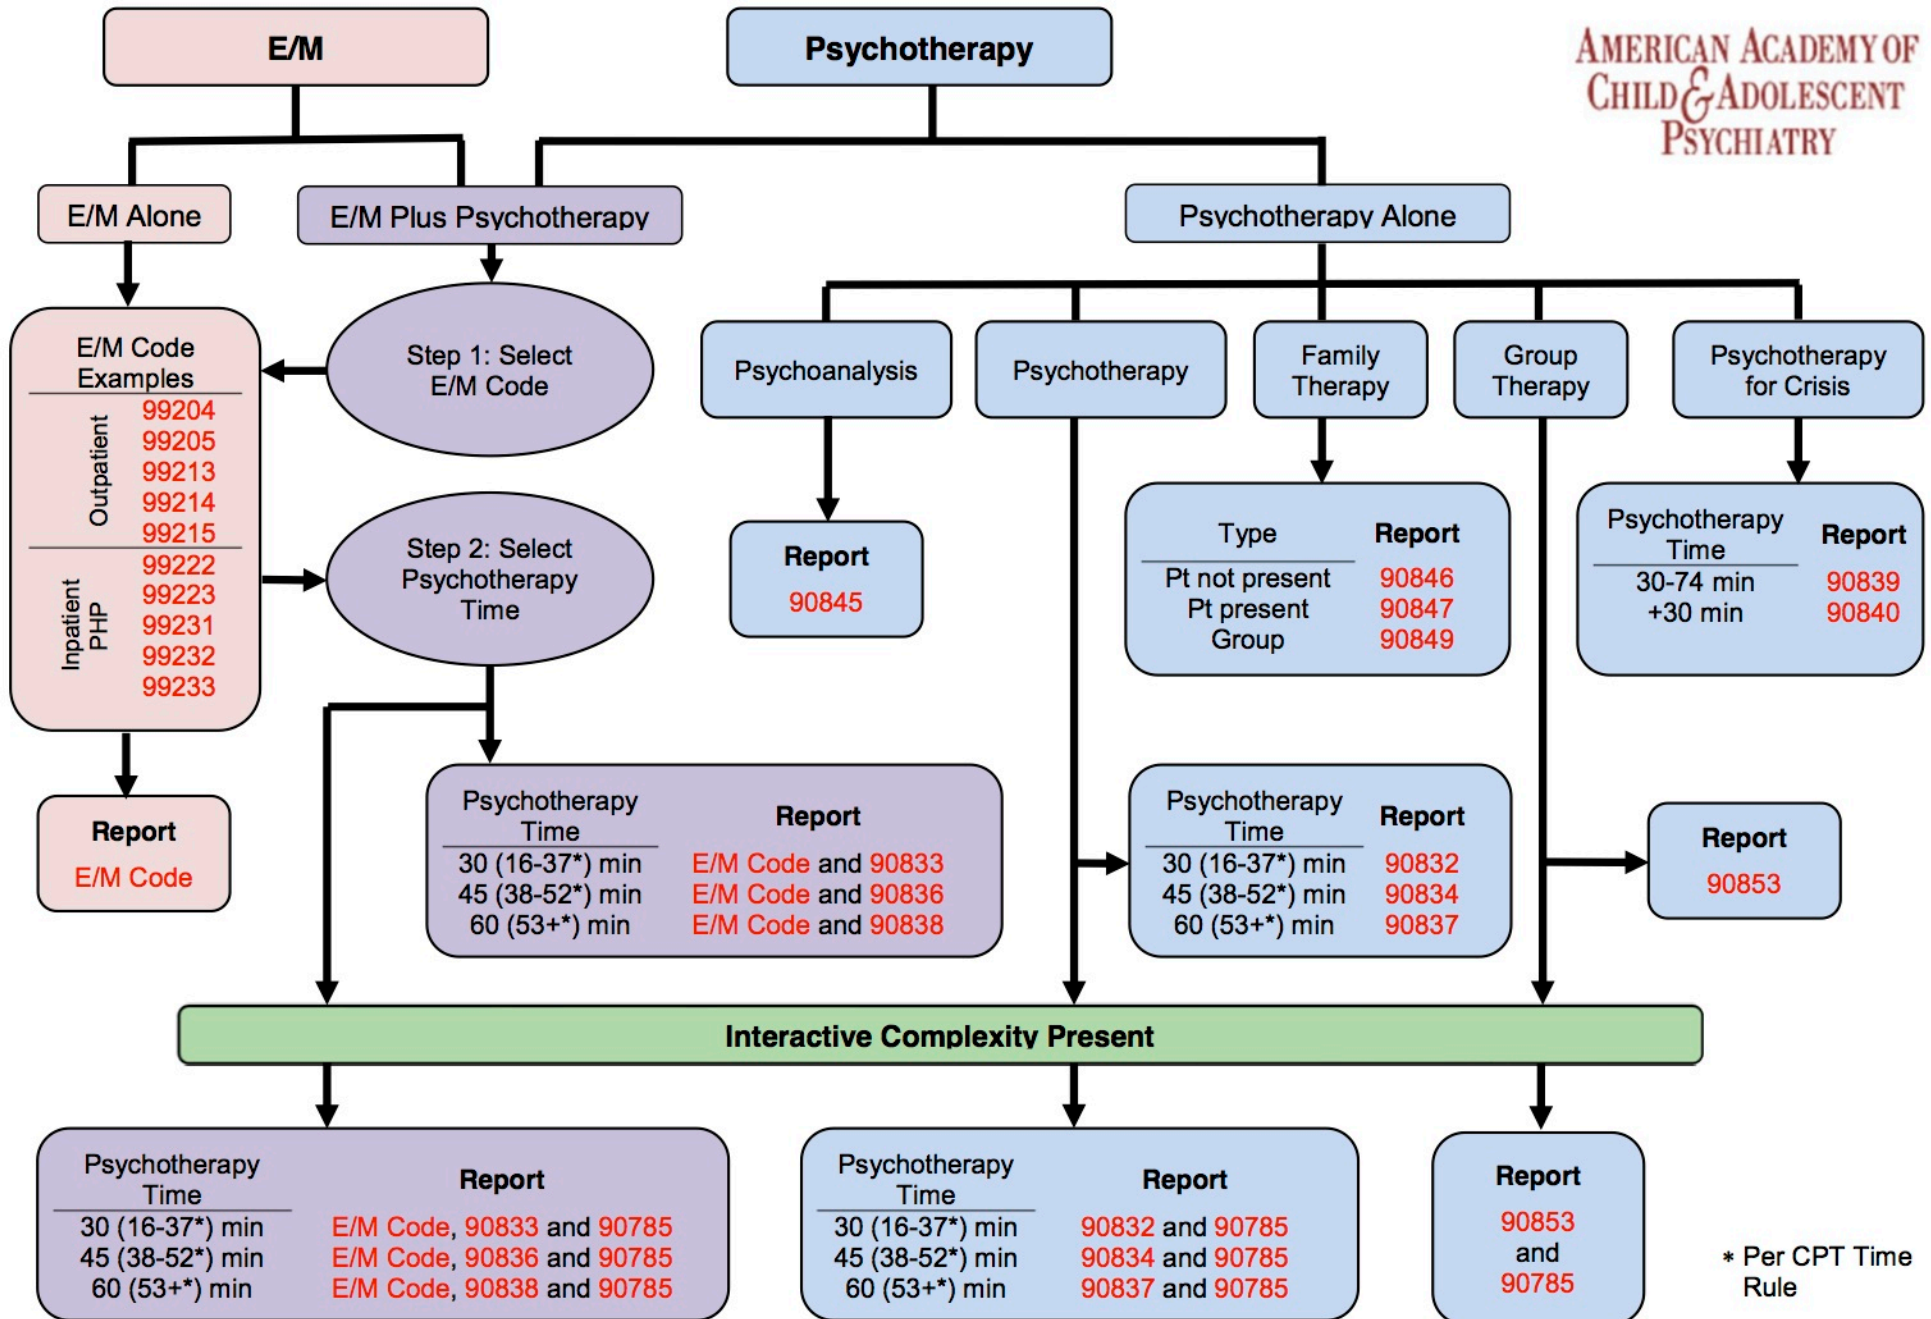 E/M
Psychotherapy
AMERICAN ACADEMY OF
CHILD & ADOLESCENT
PSYCHIATRY
E/M Alone
E/M Plus Psychotherapy
Psychotherapy Alone
E/M Code
Examples
Outpatient
99204
99205
99213
99214
99215
Inpatient
PHP
99222
99223
99231
99232
99233
Step 1: Select
E/M Code
Step 2: Select
Psychotherapy
Time
Psychoanalysis
Psychotherapy
Family
Therapy
Group
Therapy
Psychotherapy
for Crisis
Report
90845
Type Report
Pt not present 90846
Pt present 90847
Group 90849
Psychotherapy
Time Report
30-74 min 90839
+30 min 90840
Report
E/M Code
Psychotherapy
Time Report
30 (16-37*) min E/M Code and 90833
45 (38-52*) min E/M Code and 90836
60 (53+*) min E/M Code and 90838
Psychotherapy
Time Report
30 (16-37*) min 90832
45 (38-52*) min 90834
60 (53+*) min 90837
Report
90853
Interactive Complexity Present
Psychotherapy
Time Report
30 (16-37*) min E/M Code, 90833 and 90785
45 (38-52*) min E/M Code, 90836 and 90785
60 (53+*) min E/M Code, 90838 and 90785
Psychotherapy
Time Report
30 (16-37*) min 90832 and 90785
45 (38-52*) min 90834 and 90785
60 (53+*) min 90837 and 90785
Report
90853
and
90785
* Per CPT Time
Rule